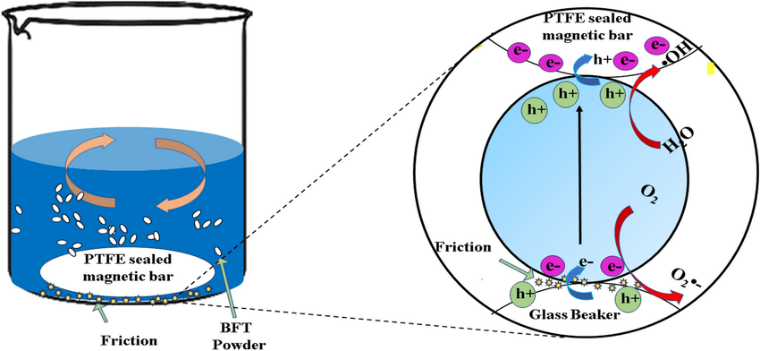 PTFE sealed
magnetic bar
Friction
BFT
Powder
PTFE sealed
magnetic bar
e-
e-
h+
e-
e-
•OH
h+
h+
h+
H2O
O2
Friction
e-
e-
e-
h+
h+
O2•-
Glass Beaker